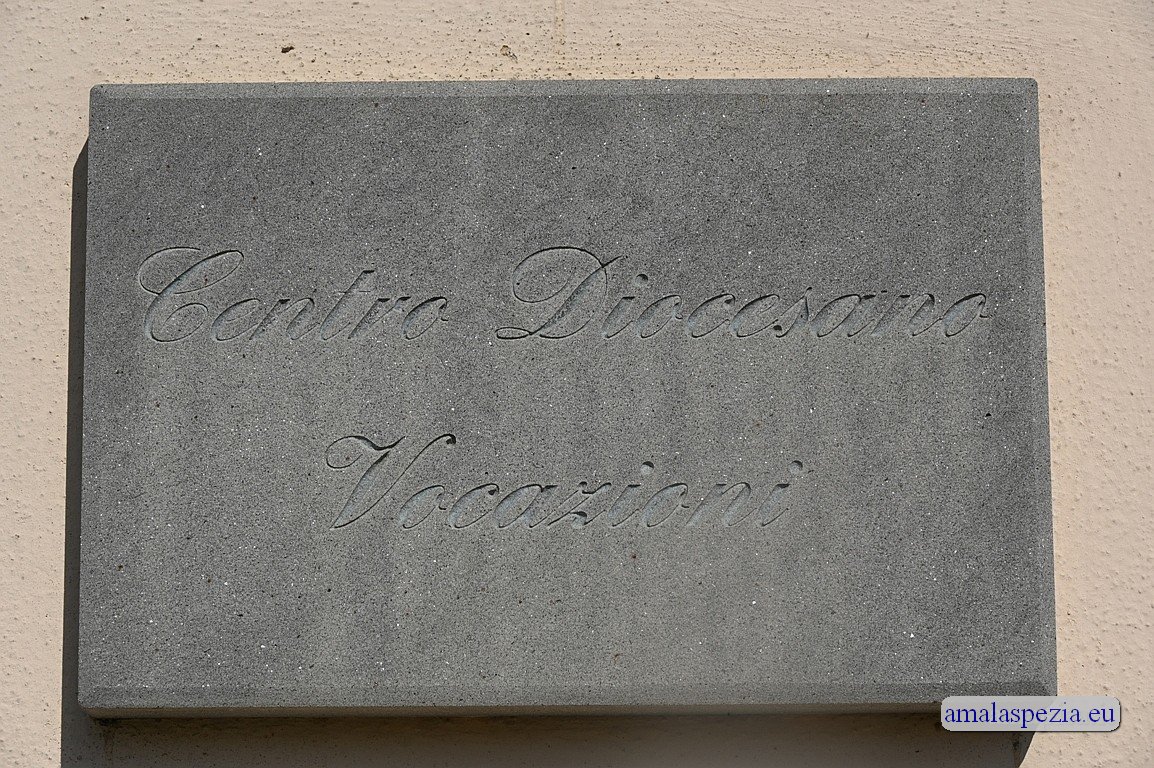 Centro Diocesano
Vocazioni
amalaspezia.eu